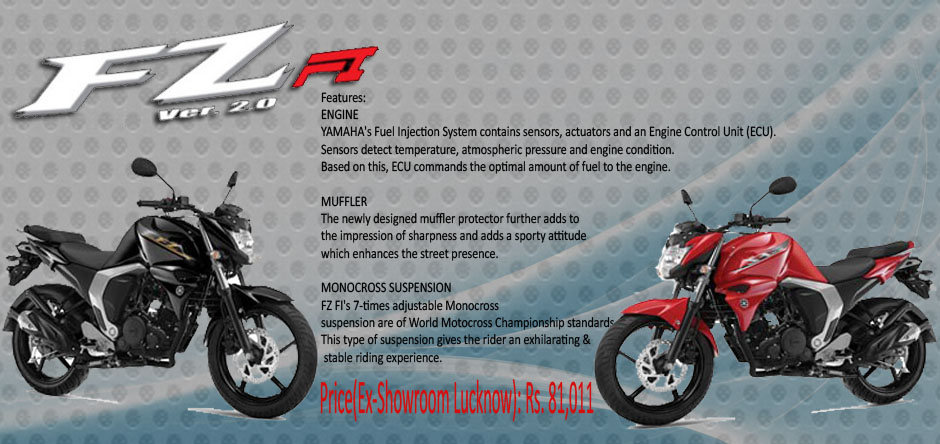 FZ FI
Ver. 2.0
Features:
ENGINE
YAMAHA's Fuel Injection System contains sensors, actuators and an Engine Control Unit (ECU).
Sensors detect temperature, atmospheric pressure and engine condition.
Based on this, ECU commands the optimal amount of fuel to the engine.
MUFFLER
The newly designed muffler protector further adds to
the impression of sharpness and adds a sporty attitude
which enhances the street presence.
MONOCROSS SUSPENSION
FZ FI's 7-times adjustable Monocross
suspension are of World Motocross Championship standards
This type of suspension gives the rider an exhilarating &
stable riding experience.
Price(Ex-Showroom Lucknow): Rs. 81,011